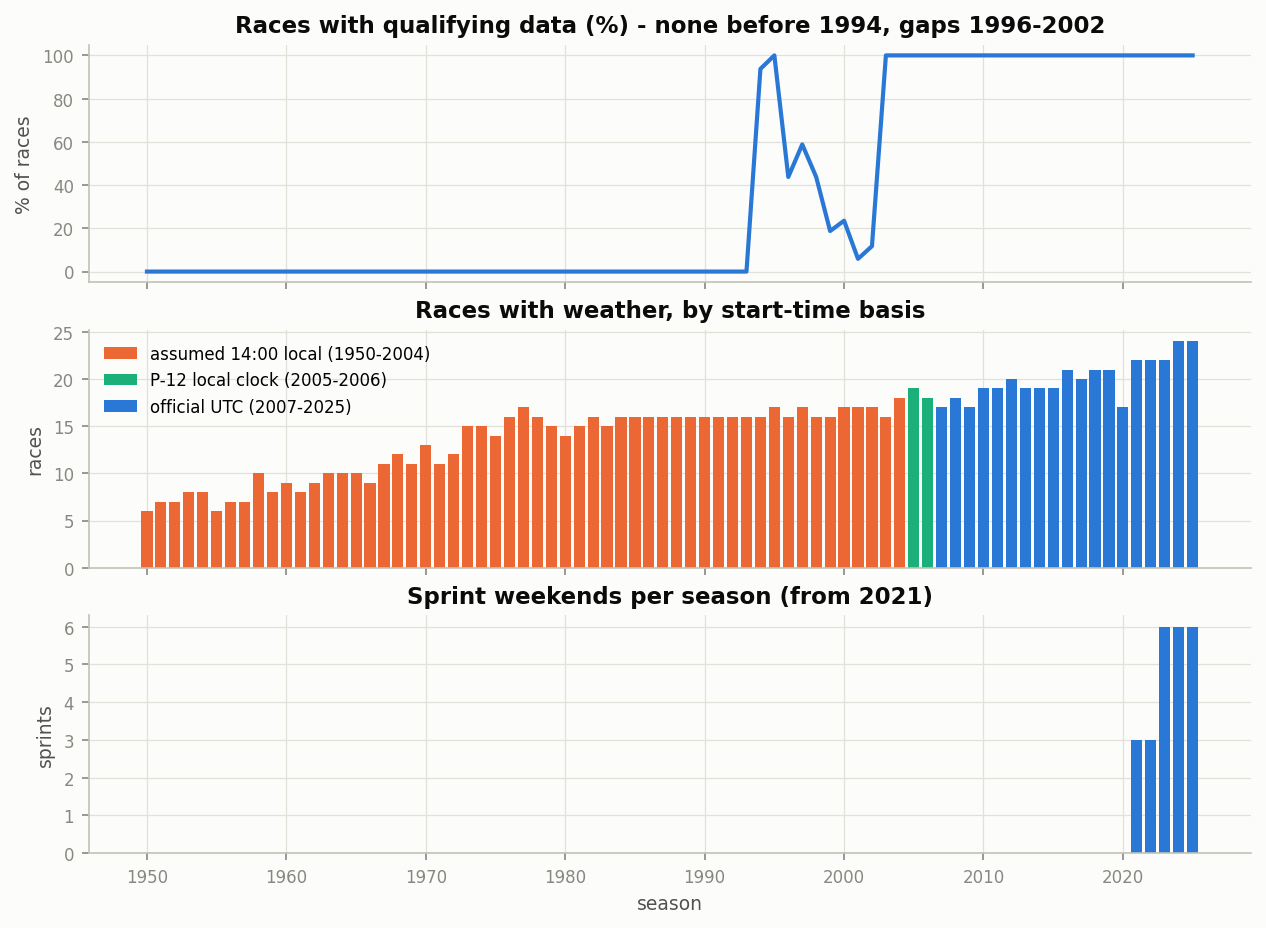 Races with qualifying data (%) - none before 1994, gaps 1996-2002
100
80
60
40
20
0
% of races
Races with weather, by start-time basis
25
20
15
10
5
0
races
assumed 14:00 local (1950-2004)
P-12 local clock (2005-2006)
official UTC (2007-2025)
Sprint weekends per season (from 2021)
6
5
4
3
2
1
0
sprints
1950 1960 1970 1980 1990 2000 2010 2020
season